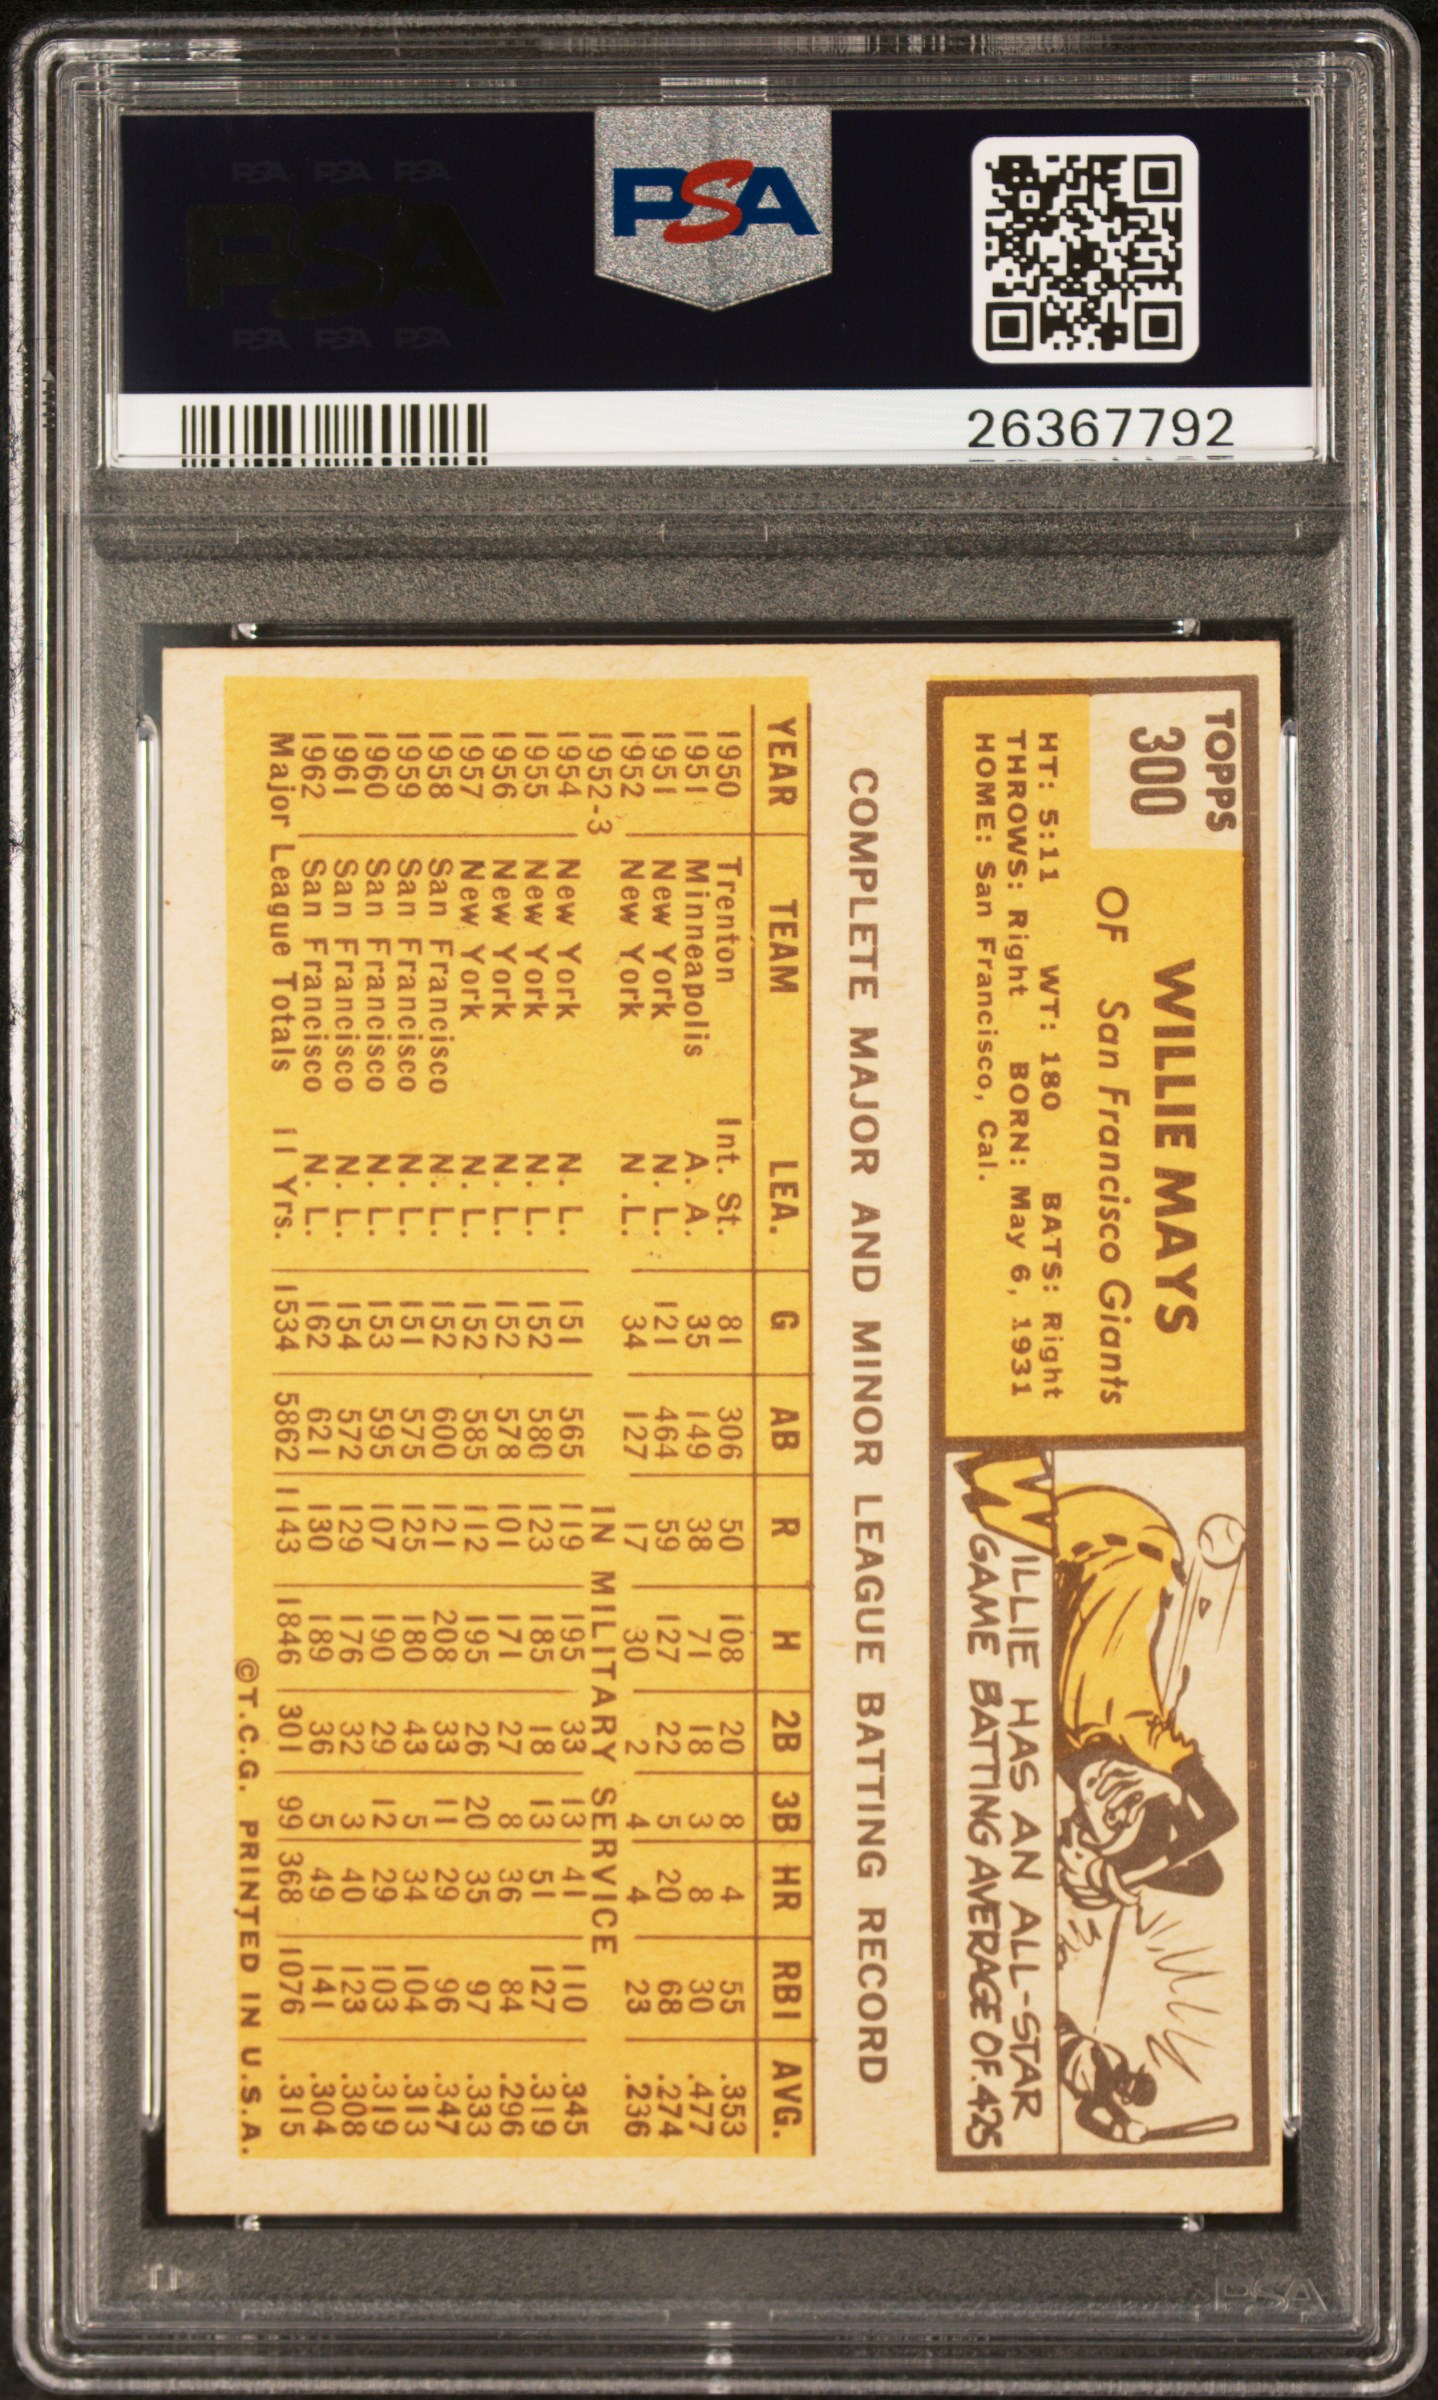 PSA PSA PSA
PSA
PSA PSA PSA
PSA
26367792
TOPPS
300
WILLIE MAYS
OF San Francisco Giants
HT: 5:11 WT: 180 BATS: Right
THROWS: Right BORN: May 6, 1931
HOME: San Francisco, Cal.
WILLIE HAS AN ALL-STAR
GAME BATTING AVERAGE OF .425
COMPLETE MAJOR AND MINOR LEAGUE BATTING RECORD
YEAR TEAM LEA. G AB R H 2B 3B HR RBI AVG.
1950 Trenton Int. St. 81 306 50 108 20 8 4 55 .353
1951 Minneapolis A. A. 35 149 38 71 18 3 8 30 .477
1951 New York N. L. 121 464 59 127 22 5 20 68 .274
1952 New York N .L. 34 127 17 30 2 4 4 23 .236
1952-3 IN MILITARY SERVICE
1954 New York N. L. 151 565 119 195 33 13 41 110 .345
1955 New York N. L. 152 580 123 185 18 13 51 127 .319
1956 New York N. L. 152 578 101 171 27 8 36 84 .296
1957 New York N. L. 152 585 112 195 26 20 35 97 .333
1958 San Francisco N. L. 152 600 121 208 33 11 29 96 .347
1959 San Francisco N. L. 151 575 125 180 43 5 34 104 .313
1960 San Francisco N. L. 153 595 107 190 29 12 29 103 .319
1961 San Francisco N. L. 154 572 129 176 32 3 40 123 .308
1962 San Francisco N. L. 162 621 130 189 36 5 49 141 .304
Major League Totals 11 Yrs. 1534 5862 1143 1846 301 99 368 1076 .315
©T.C.G. PRINTED IN U.S.A.
PSA